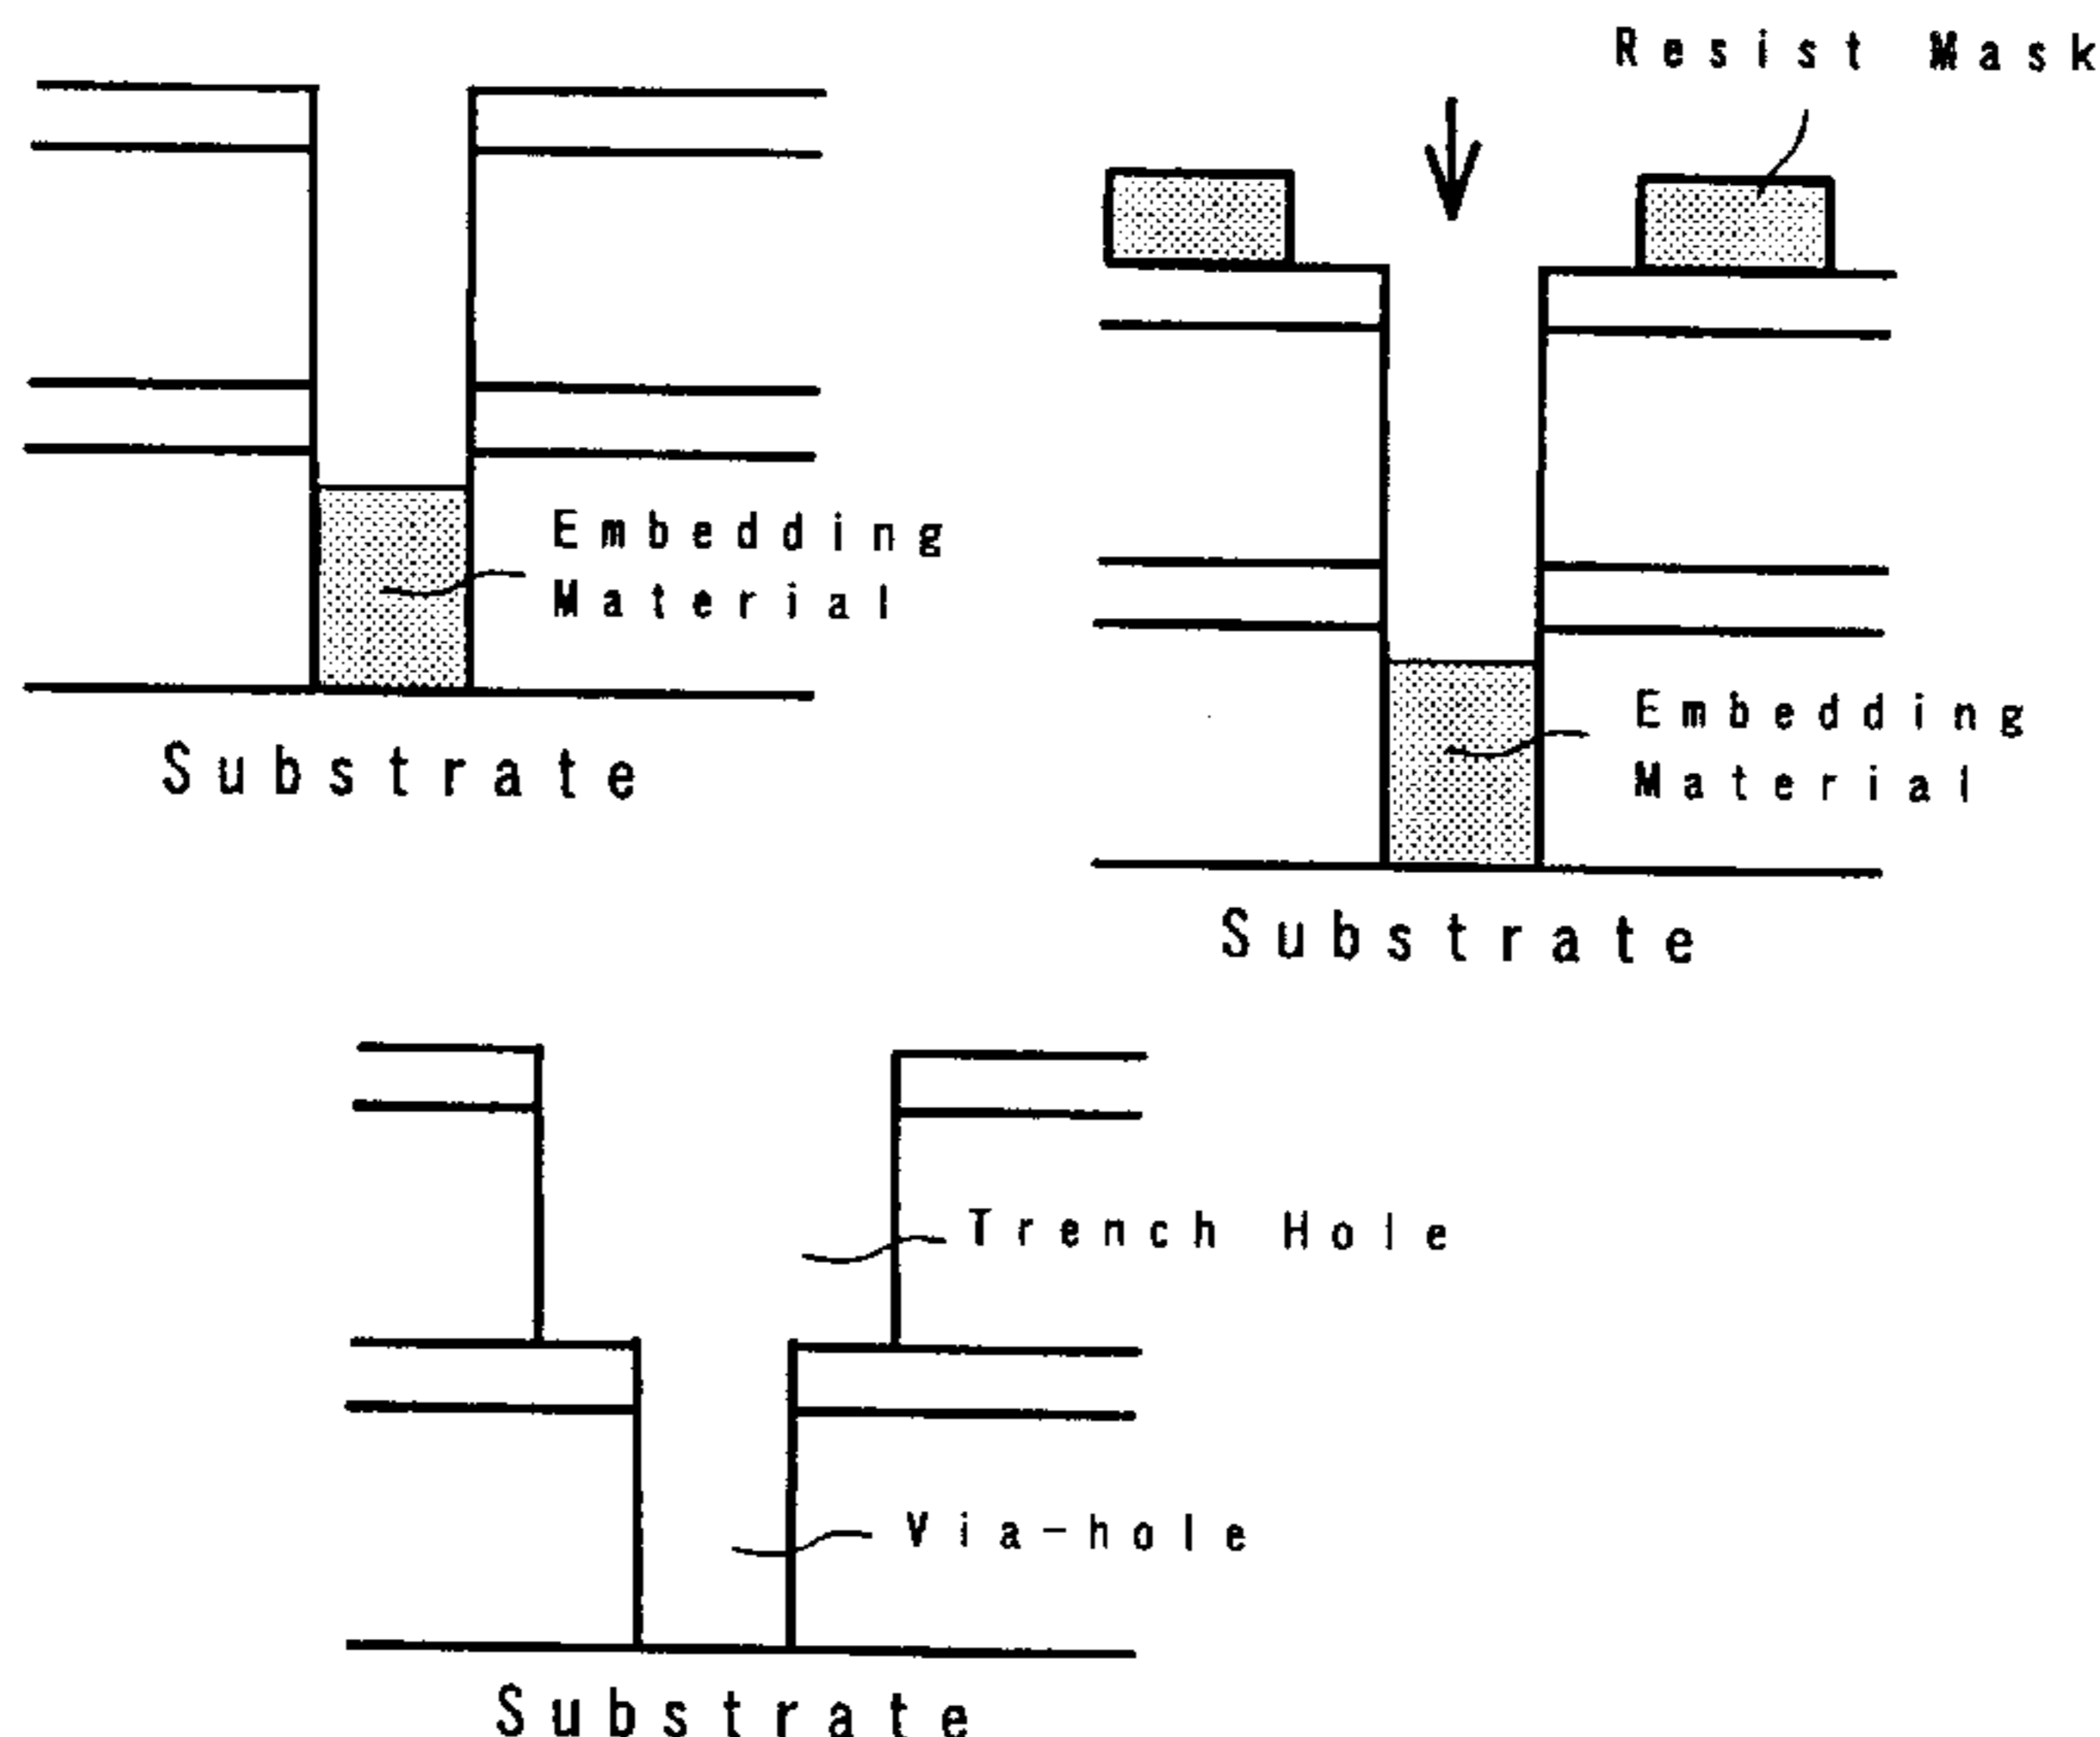 Embedding
Material
Substrate
Resist Mask
Embedding
Material
Substrate
Trench Hole
Via-hole
Substrate